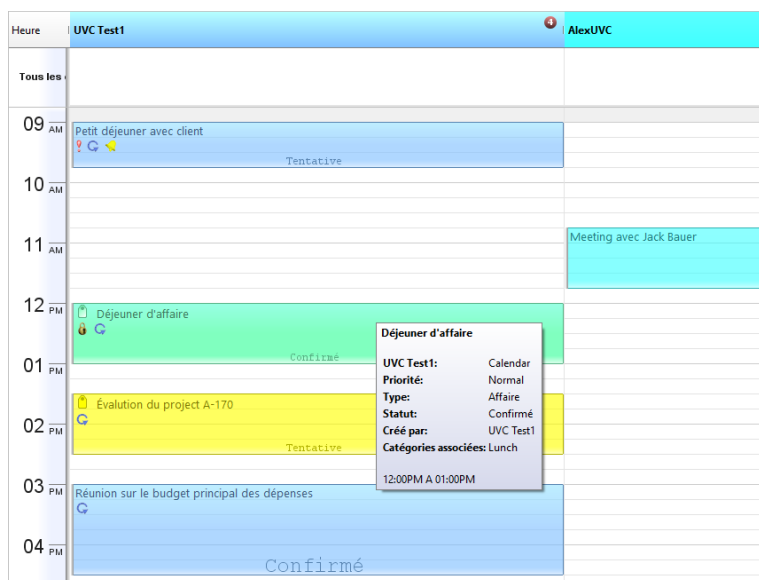 Heure
UVC Test1
4
AlexUVC
Tous les
09 AM
Petit déjeuner avec client
Tentative
10 AM
11 AM
Meeting avec Jack Bauer
12 PM
Déjeuner d'affaire
Confirmé
01 PM
Déjeuner d'affaire
UVC Test1: Calendar
Priorité: Normal
Type: Affaire
Statut: Confirmé
Créé par: UVC Test1
Catégories associées: Lunch
12:00PM A 01:00PM
Évalution du project A-170
02 PM
Tentative
03 PM
Réunion sur le budget principal des dépenses
04 PM
Confirmé